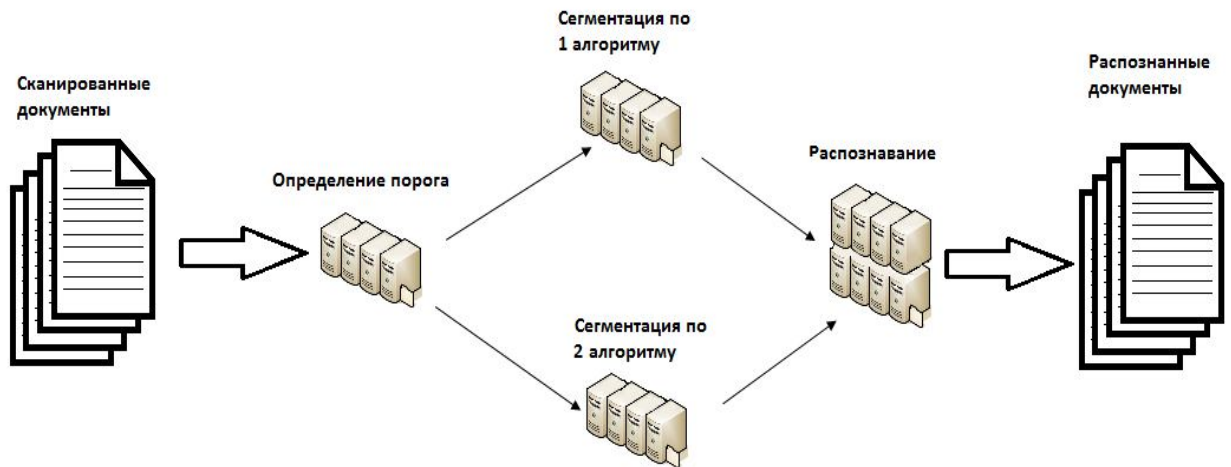 Сегментация по
1 алгоритму
Сканированные
документы
Распознанные
документы
Определение порога
Распознавание
Сегментация по
2 алгоритму